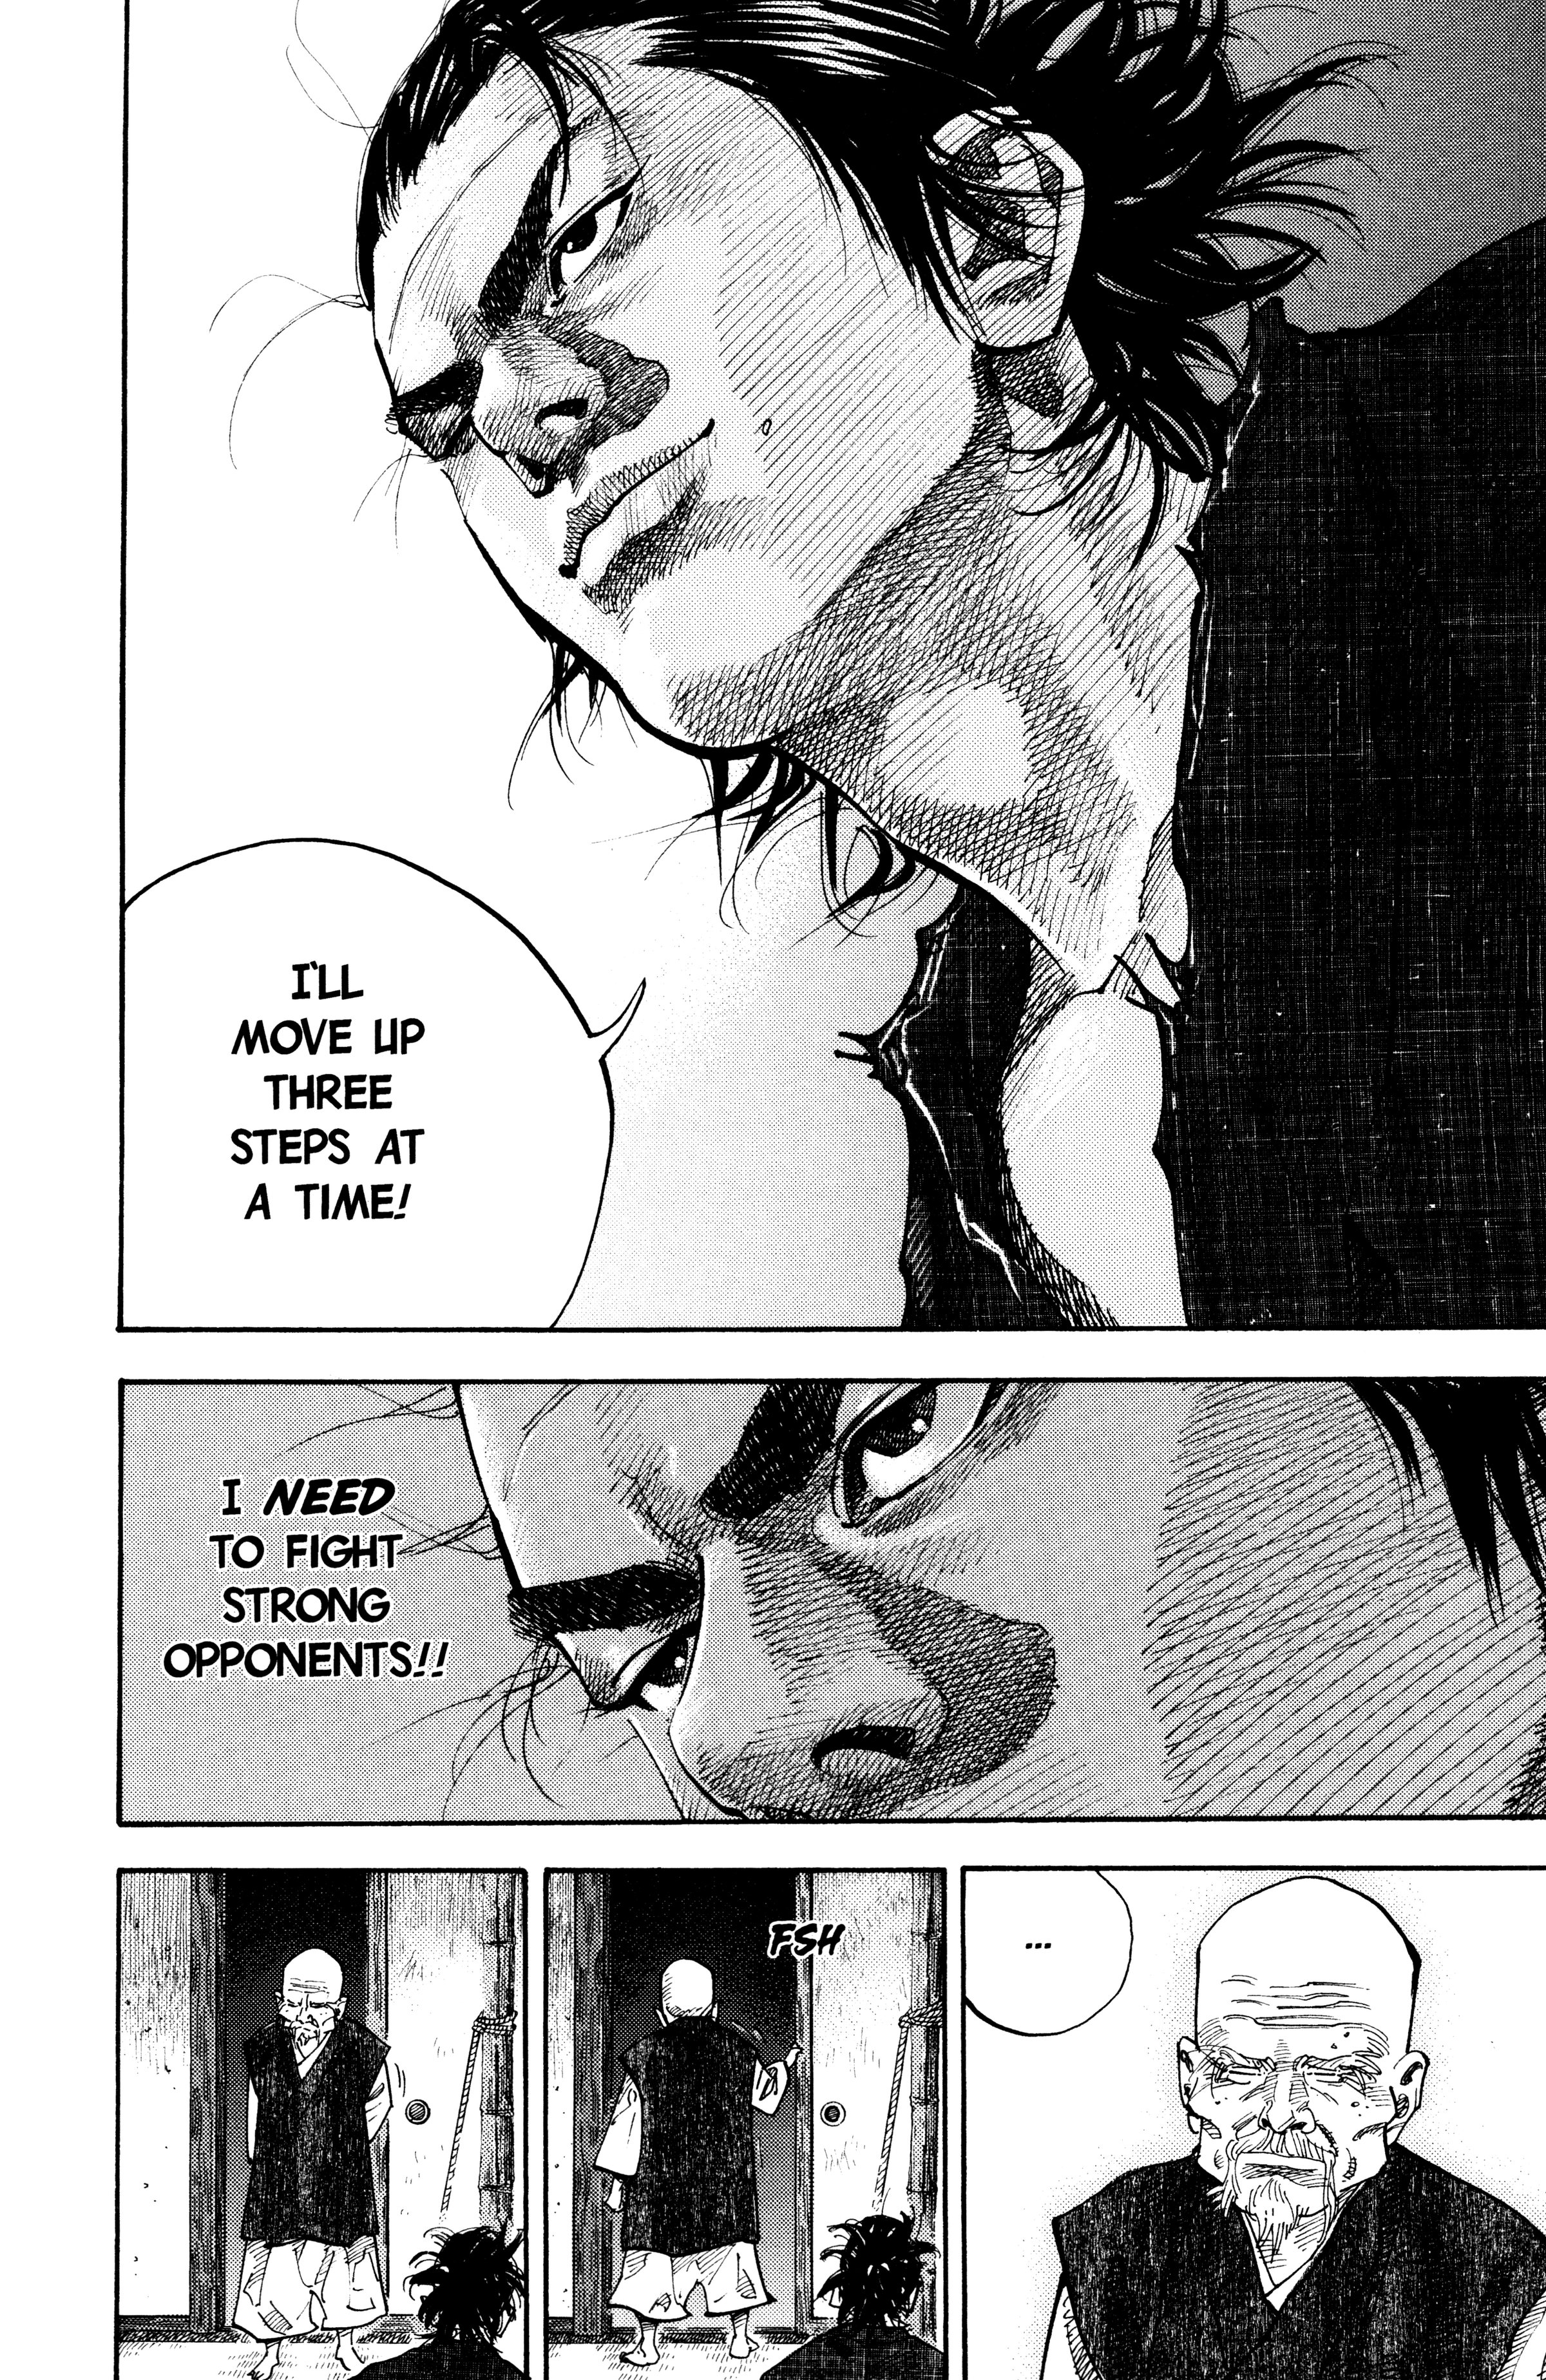 I'LL
MOVE UP
THREE
STEPS AT
A TIME!
I NEED
TO FIGHT
STRONG
OPPONENTS!!
...
FSH